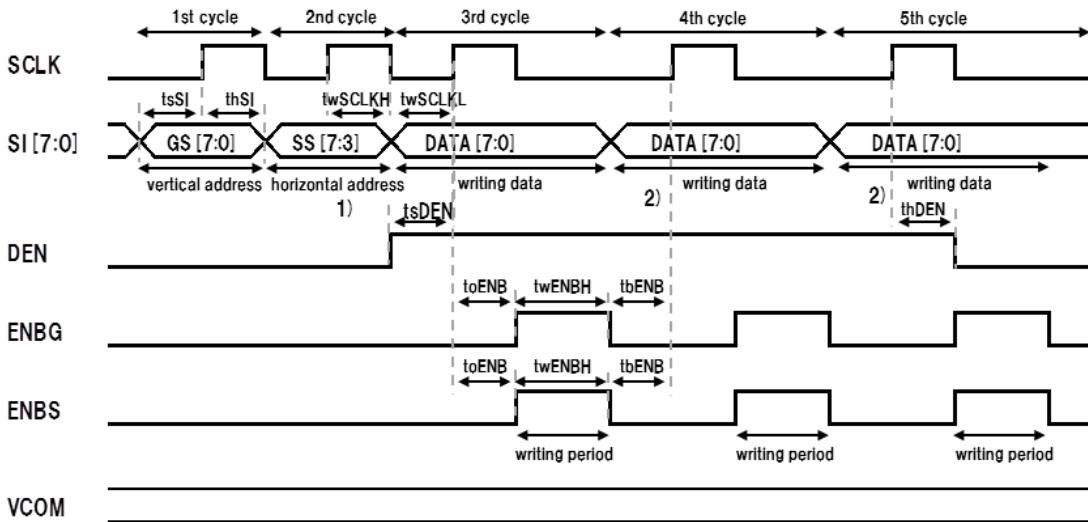 1st cycle 2nd cycle 3rd cycle 4th cycle 5th cycle
SCLK
tsSI thSI twSCLKH twSCLKL
SI [7:0] GS [7:0] SS [7:3] DATA [7:0] DATA [7:0] DATA [7:0]
vertical address horizontal address writing data writing data writing data
1) tsDEN 2) 2) thDEN
DEN
toENB twENBH tbENB
ENBG
toENB twENBH tbENB
ENBS
writing period writing period writing period
VCOM